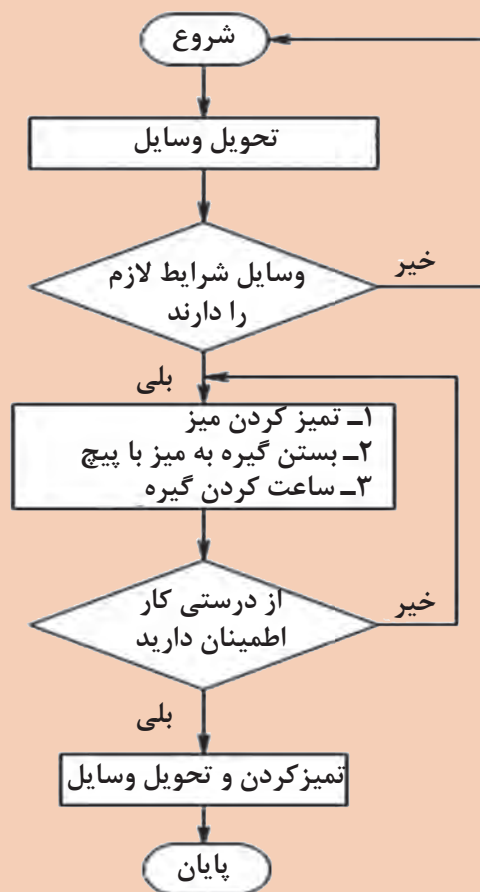 شروع
تحویل وسایل
وسایل شرایط لازم
را دارند
خیر
بلی
۱ـ تمیز کردن میز
۲ـ بستن گیره به میز با پیچ
۳ـ ساعت کردن گیره
از درستی کار
اطمینان دارید
خیر
بلی
تمیزکردن و تحویل وسایل
پایان